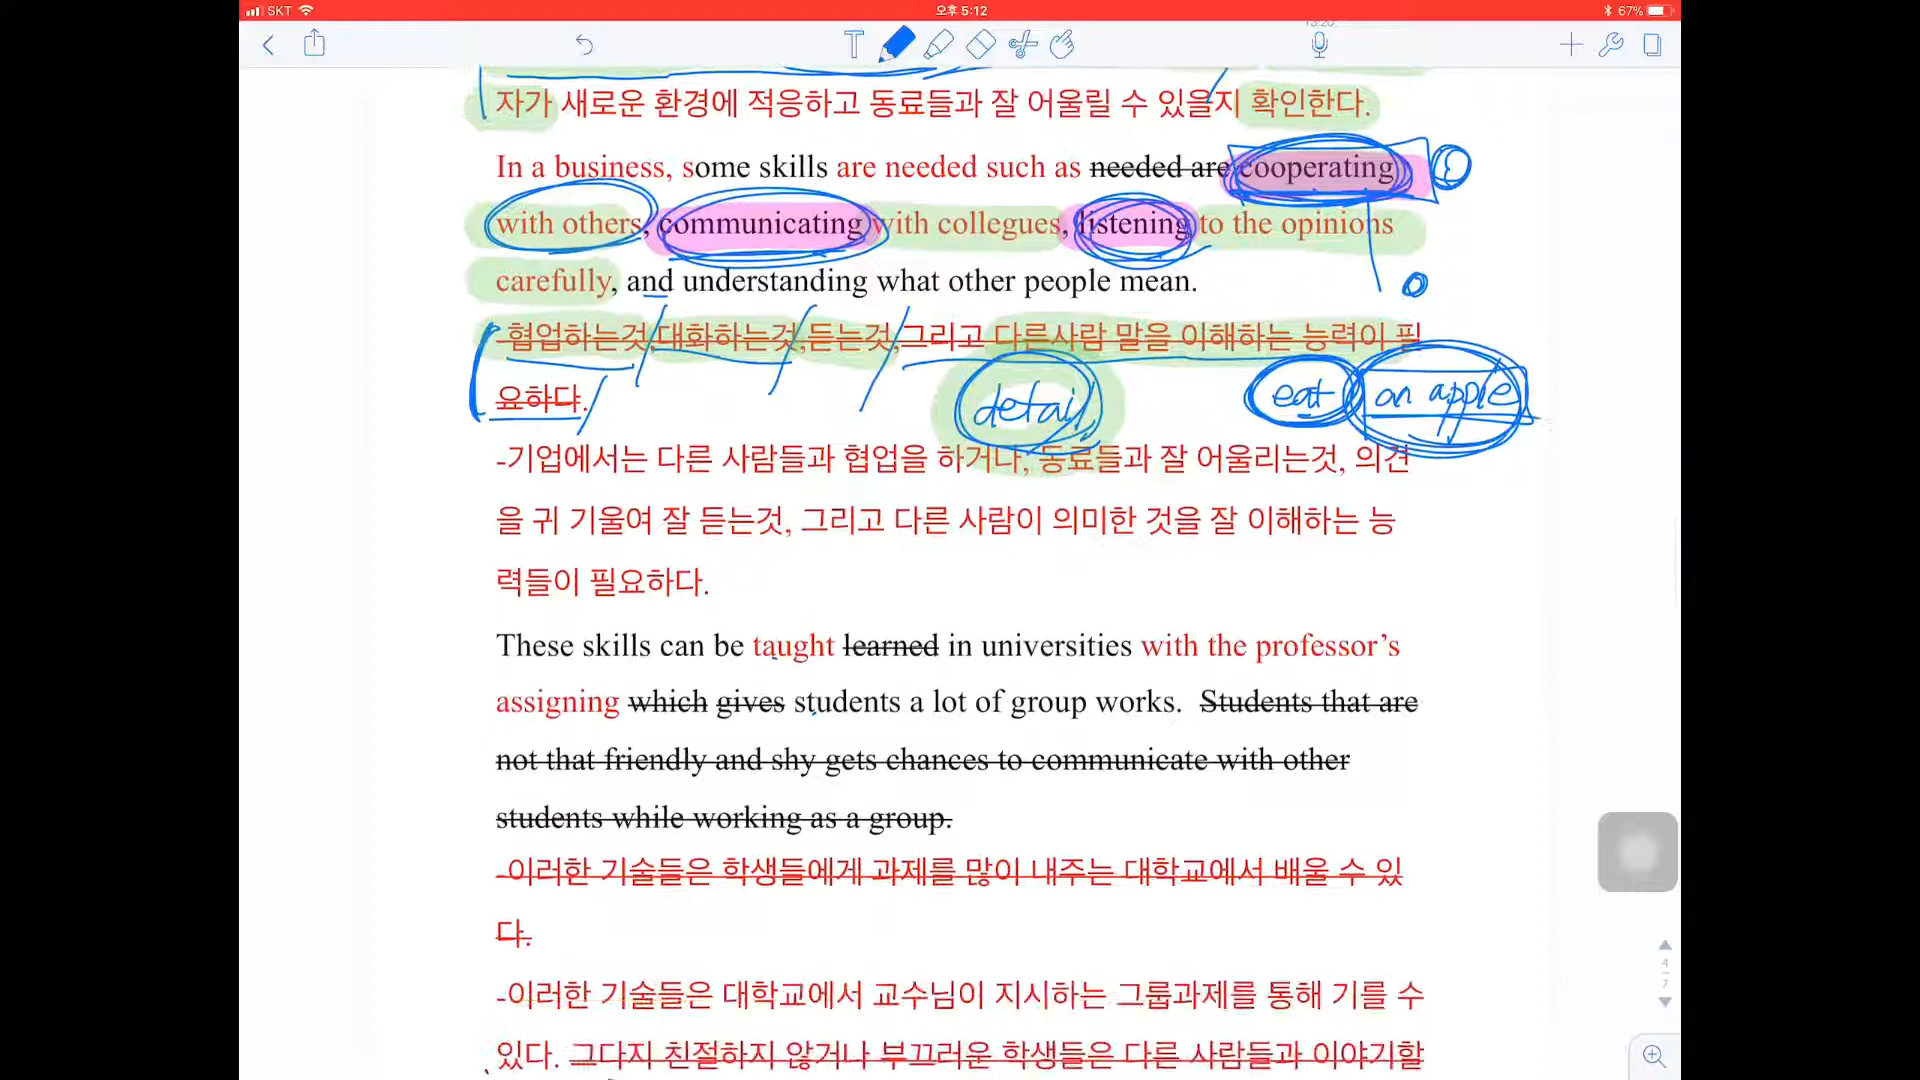 SKT 오후 5:12 67%
자가 새로운 환경에 적응하고 동료들과 잘 어울릴 수 있을지 확인한다.
In a business, some skills are needed such as needed are cooperating
with others, communicating with collegues, listening to the opinions
carefully, and understanding what other people mean.
-협업하는것,대화하는것,듣는것,그리고 다른사람 말을 이해하는 능력이 필
요하다.
detail eat an apple
-기업에서는 다른 사람들과 협업을 하거나, 동료들과 잘 어울리는것, 의견
을 귀 기울여 잘 듣는것, 그리고 다른 사람이 의미한 것을 잘 이해하는 능
력들이 필요하다.
These skills can be taught learned in universities with the professor’s
assigning which gives students a lot of group works. Students that are
not that friendly and shy gets chances to communicate with other
students while working as a group.
-이러한 기술들은 학생들에게 과제를 많이 내주는 대학교에서 배울 수 있
다.
4
7
-이러한 기술들은 대학교에서 교수님이 지시하는 그룹과제를 통해 기를 수
있다. 그다지 친절하지 않거나 부끄러운 학생들은 다른 사람들과 이야기할